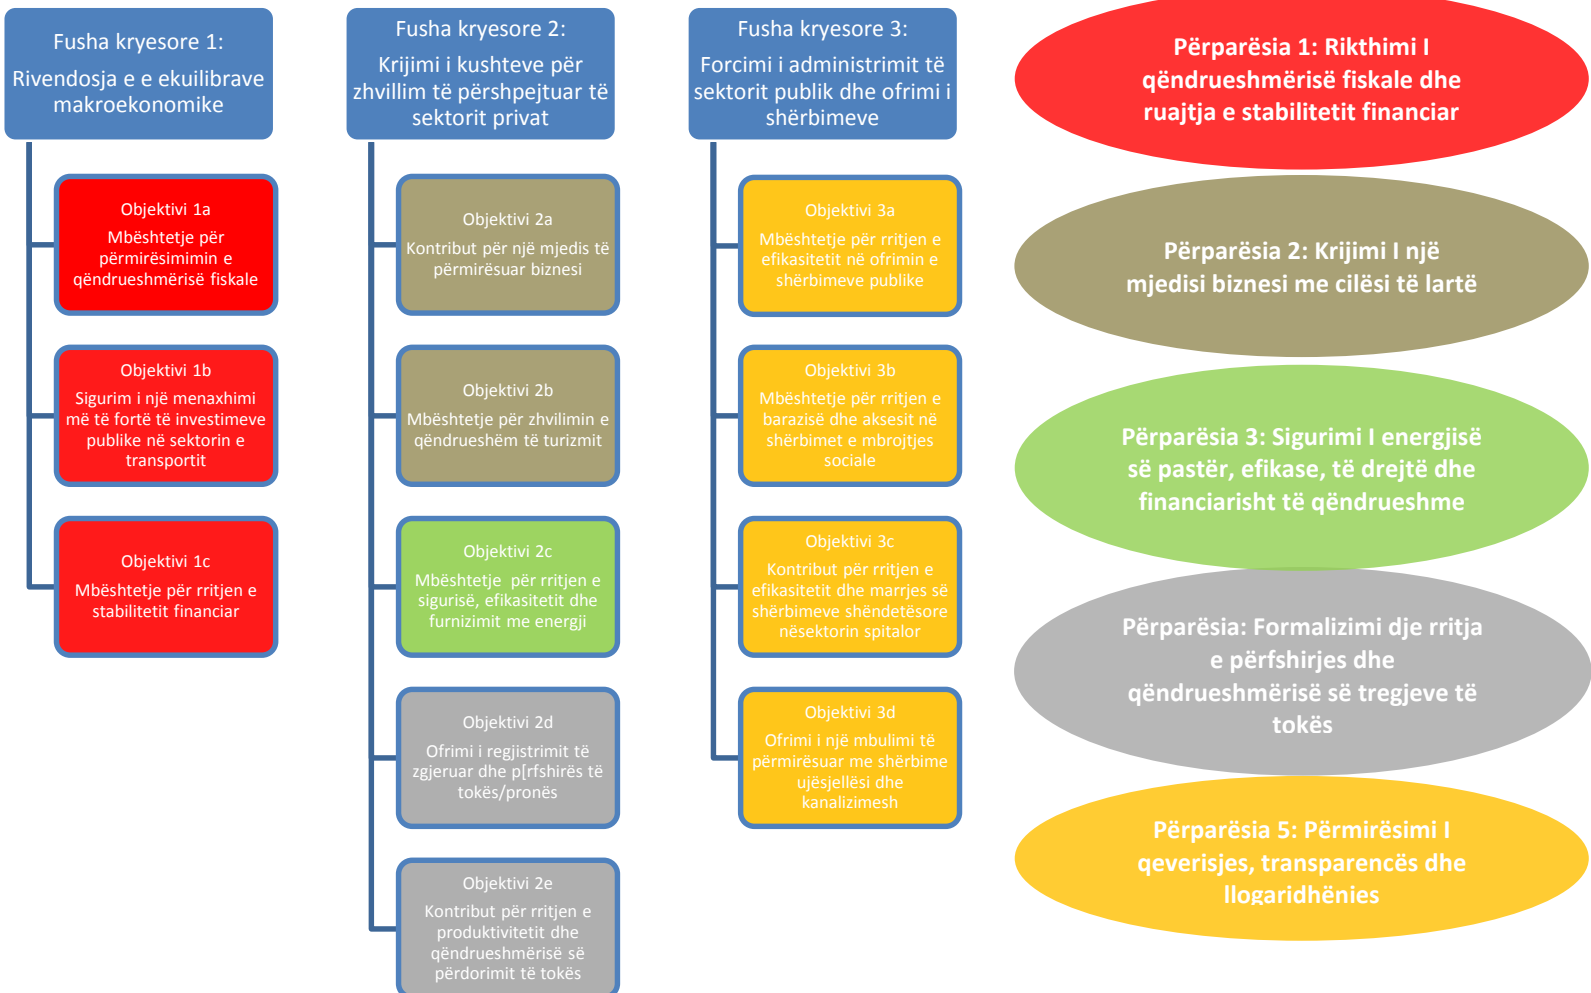 Fusha kryesore 1:
Rivendosja e e ekuilibrave
makroekonomike
Objektivi 1a
Mbështetje për
përmirësimimin e
qëndrueshmërisë fiskale
Objektivi 1b
Sigurim i një menaxhimi
më të fortë të investimeve
publike në sektorin e
transportit
Objektivi 1c
Mbështetje për rritjen e
stabilitetit financiar
Fusha kryesore 2:
Krijimi i kushteve për
zhvillim të përshpejtuar të
sektorit privat
Objektivi 2a
Kontribut për një mjedis të
përmirësuar biznesi
Objektivi 2b
Mbështetje për zhvilimin e
qëndrueshëm të turizmit
Objektivi 2c
Mbështetje për rritjen e
sigurisë, efikasitetit dhe
furnizimit me energji
Objektivi 2d
Ofrimi i regjistrimit të
zgjeruar dhe p[rfshirës të
tokës/pronës
Objektivi 2e
Kontribut për rritjen e
produktivitetit dhe
qëndrueshmërisë së
përdorimit të tokës
Fusha kryesore 3:
Forcimi i administrimit të
sektorit publik dhe ofrimi i
shërbimeve
Objektivi 3a
Mbështetje për rritjen e
efikasitetit në ofrimin e
shërbimeve publike
Objektivi 3b
Mbështetje për rritjen e
barazisë dhe aksesit në
shërbimet e mbrojtjes
sociale
Objektivi 3c
Kontribut për rritjen e
efikasitetit dhe marrjes së
shërbimeve shëndetësore
nësektorin spitalor
Objektivi 3d
Ofrimi i një mbulimi të
përmirësuar me shërbime
ujësjellësi dhe
kanalizimesh
Përparësia 1: Rikthimi I
qëndrueshmërisë fiskale dhe
ruajtja e stabilitetit financiar
Përparësia 2: Krijimi I një
mjedisi biznesi me cilësi të lartë
Përparësia 3: Sigurimi I energjisë
së pastër, efikase, të drejtë dhe
financiarisht të qëndrueshme
Përparësia: Formalizimi dje rritja
e përfshirjes dhe
qëndrueshmërisë së tregjeve të
tokës
Përparësia 5: Përmirësimi I
qeverisjes, transparencës dhe
llogaridhënies